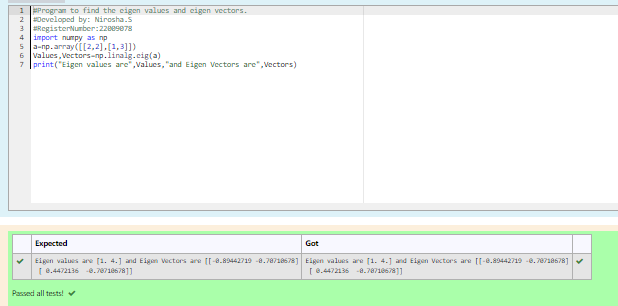 1 #Program to find the eigen values and eigen vectors.
2 #Developed by: Nirosha.S
3 #RegisterNumber:22009078
4 import numpy as np
5 a=np.array([[2,2],[1,3]])
6 Values,Vectors=np.linalg.eig(a)
7 print("Eigen values are",Values,"and Eigen Vectors are",Vectors)
Expected Got
Eigen values are [1. 4.] and Eigen Vectors are [[-0.89442719 -0.70710678] Eigen values are [1. 4.] and Eigen Vectors are [[-0.89442719 -0.70710678]
[ 0.4472136 -0.70710678]] [ 0.4472136 -0.70710678]]
Passed all tests!